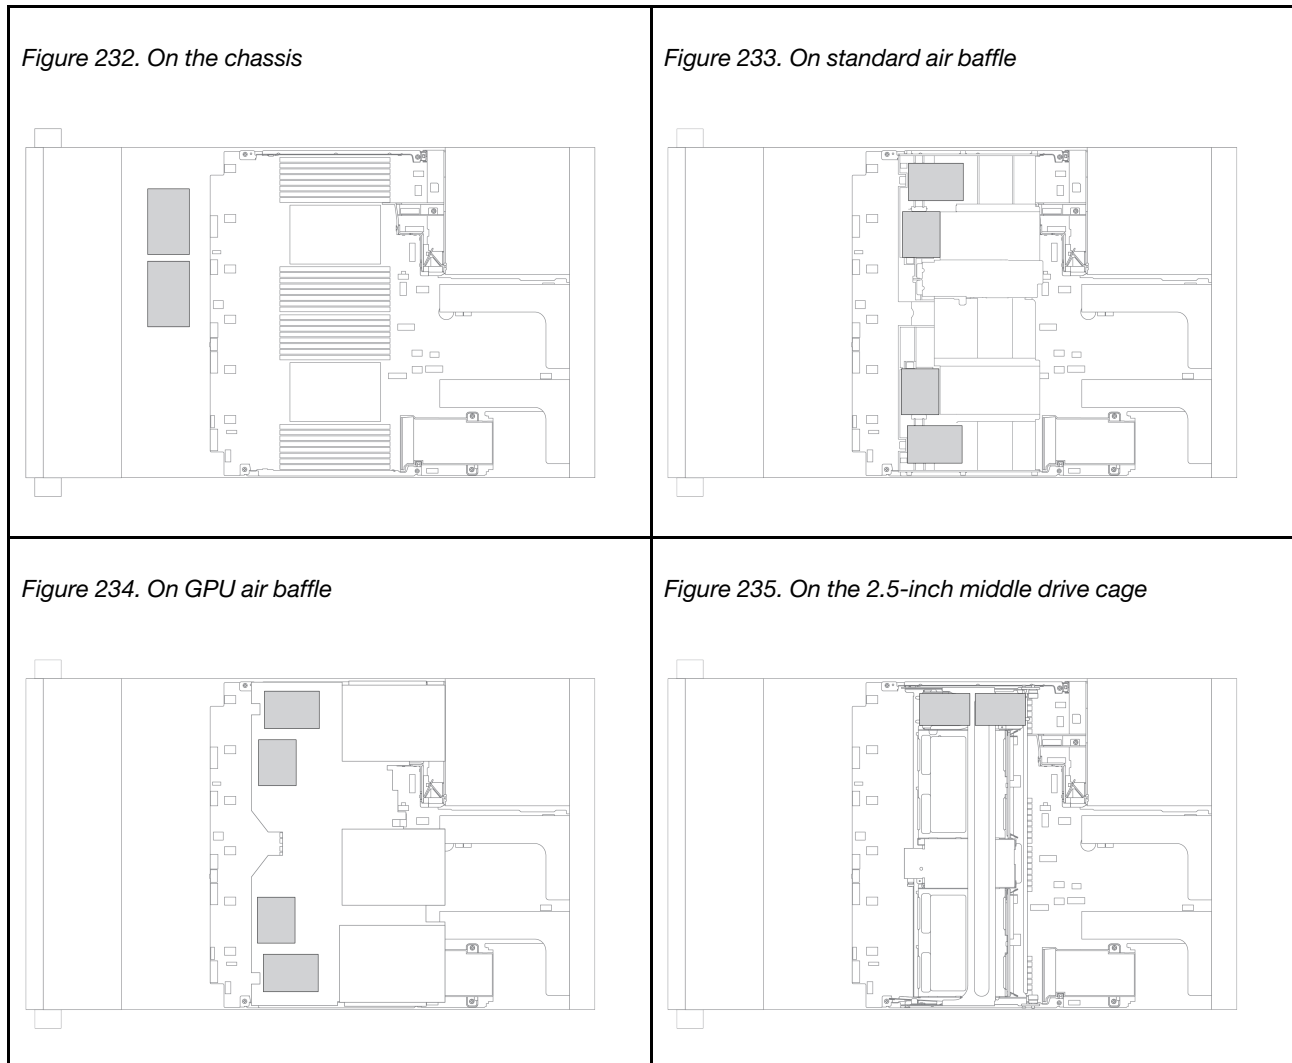 Figure 232. On the chassis
Figure 233. On standard air baffle
Figure 234. On GPU air baffle
Figure 235. On the 2.5-inch middle drive cage